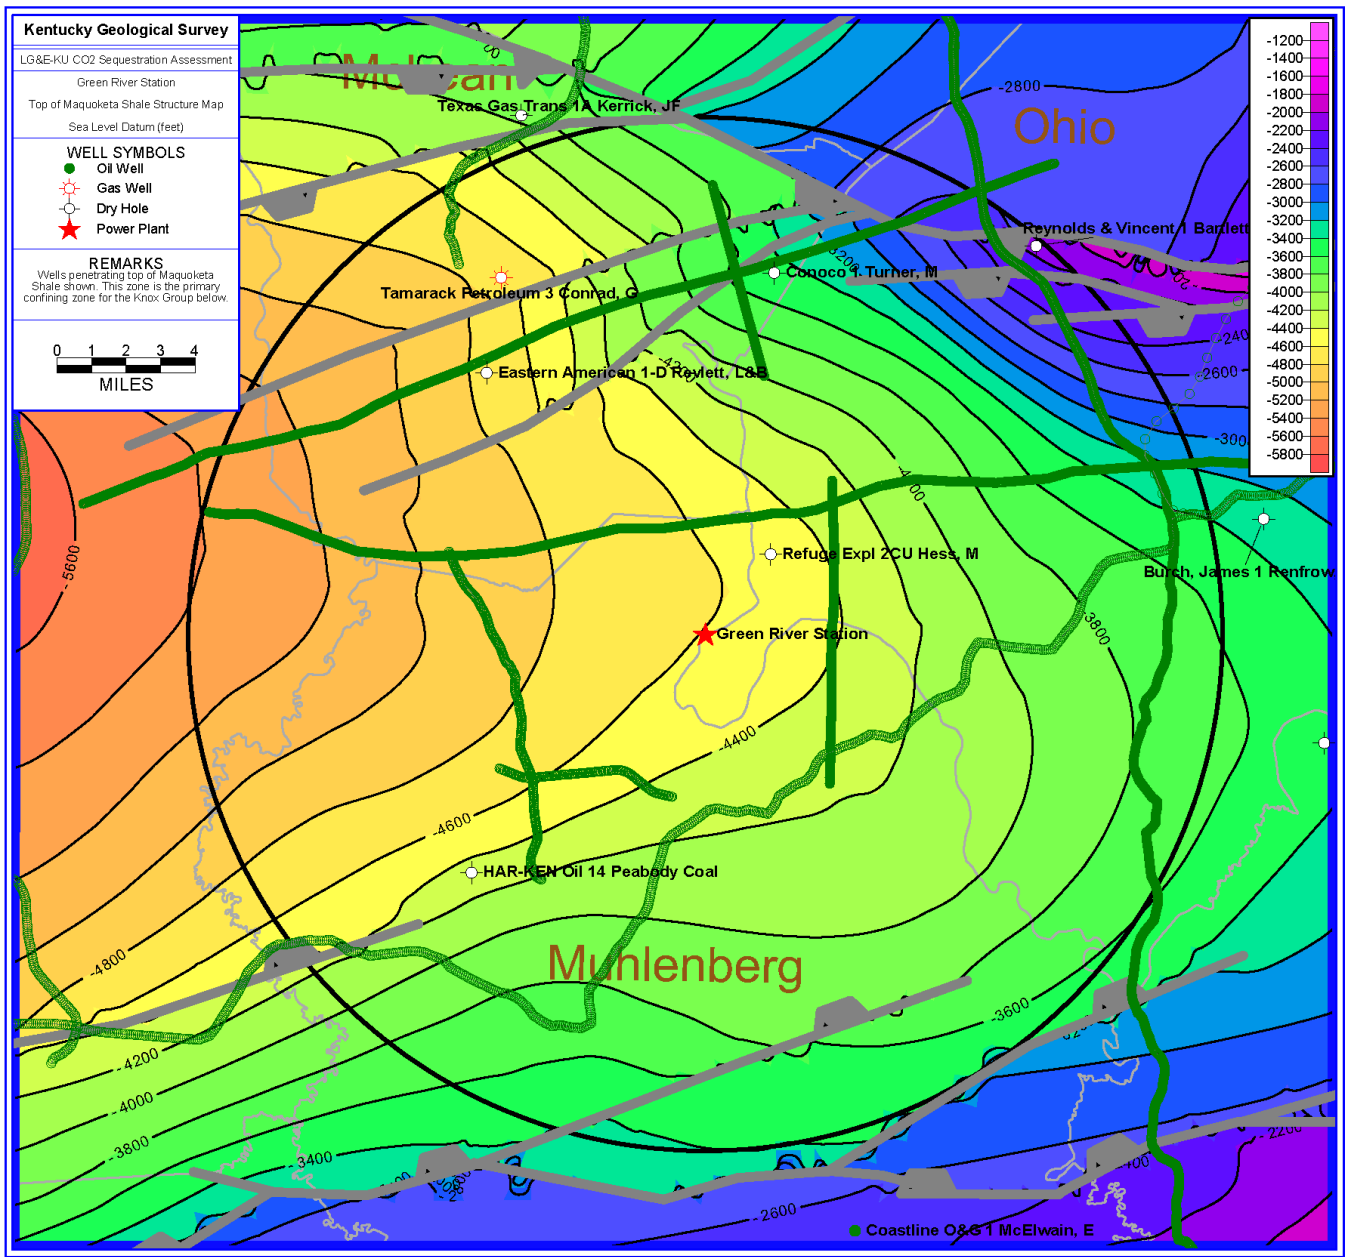 Kentucky Geological Survey
LG&E-KU CO2 Sequestration Assessment
Green River Station
Top of Maquoketa Shale Structure Map
Sea Level Datum (feet)
WELL SYMBOLS
Oil Well
Gas Well
Dry Hole
Power Plant
REMARKS
Wells penetrating top of Maquoketa
Shale shown. This zone is the primary
confining zone for the Knox Group below.
0 1 2 3 4
MILES
-1200
-1400
-1600
-1800
-2000
-2200
-2400
-2600
-2800
-3000
-3200
-3400
-3600
-3800
-4000
-4200
-4400
-4600
-4800
-5000
-5200
-5400
-5600
-5800
McLean
Texas Gas Trans 1A Kerrick, JF
-2800
Ohio
Reynolds & Vincent 1 Bartlett
Conoco 1 Turner, M
Tamarack Petroleum 3 Conrad, G
-4200
Eastern American 1-D Raylett, L&B
-240
-2600
-300
-5600
Refuge Expl 2CU Hess, M
Burch, James 1 Renfrow,
-3800
Green River Station
-4400
-4600
HAR-KEN Oil 14 Peabody Coal
-4800
Muhlenberg
-3600
-4200
-4000
-3800
-3400
-2200
-2600
Coastline O&G 1 McElwain, E